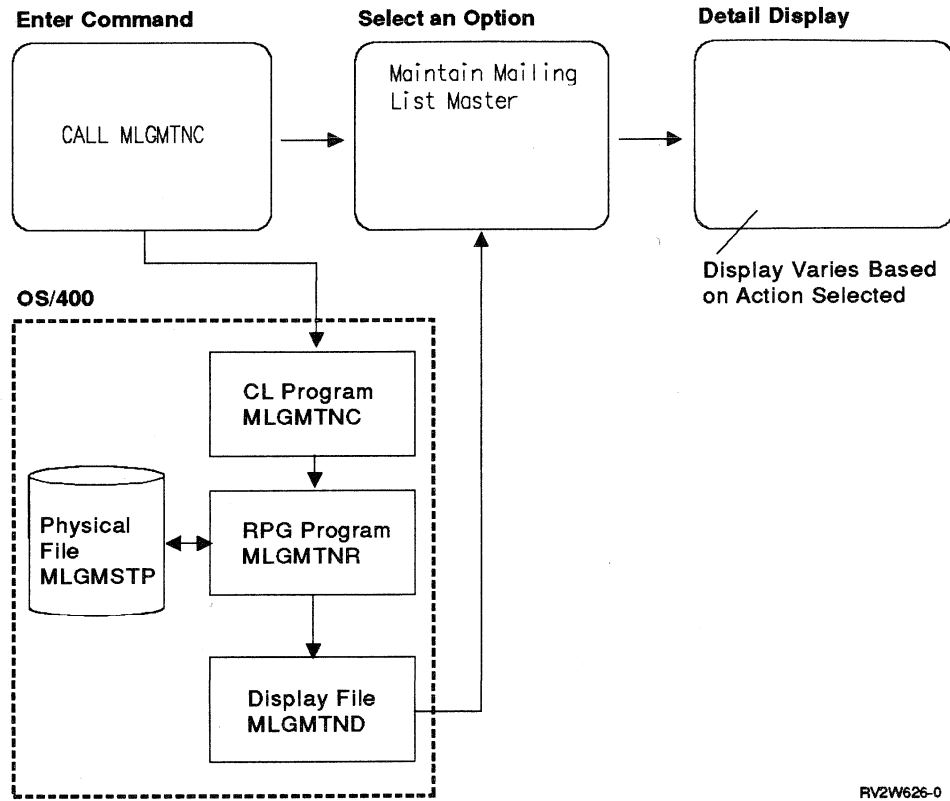 Enter Command
Select an Option
Detail Display
CALL MLGMTNC
Maintain Mailing
List Master
Display Varies Based
on Action Selected
OS/400
CL Program
MLGMTNC
Physical
File
MLGMSTP
RPG Program
MLGMTNR
Display File
MLGMTND
RV2W626-0